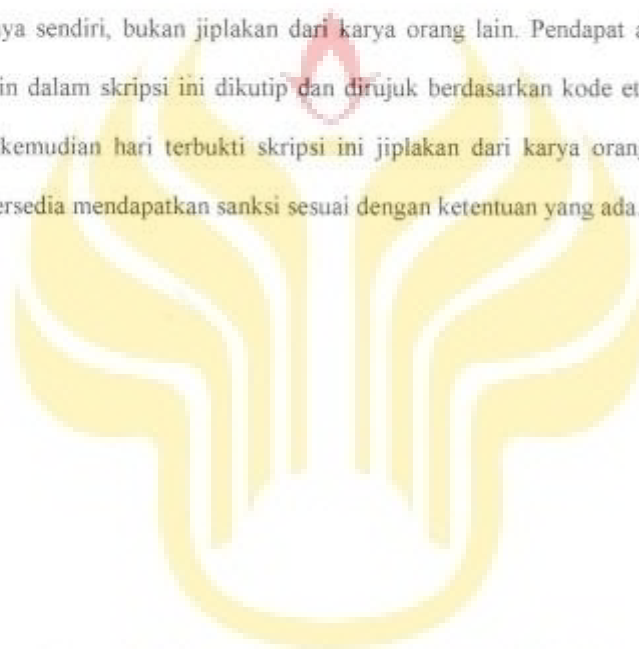 ya sendiri, bukan jiplakan dari karya orang lain. Pendapat a
in dalam skripsi ini dikutip dan dirujuk berdasarkan kode et
kemudian hari terbukti skripsi ini jiplakan dari karya orang
ersedia mendapatkan sanksi sesuai dengan ketentuan yang ada.